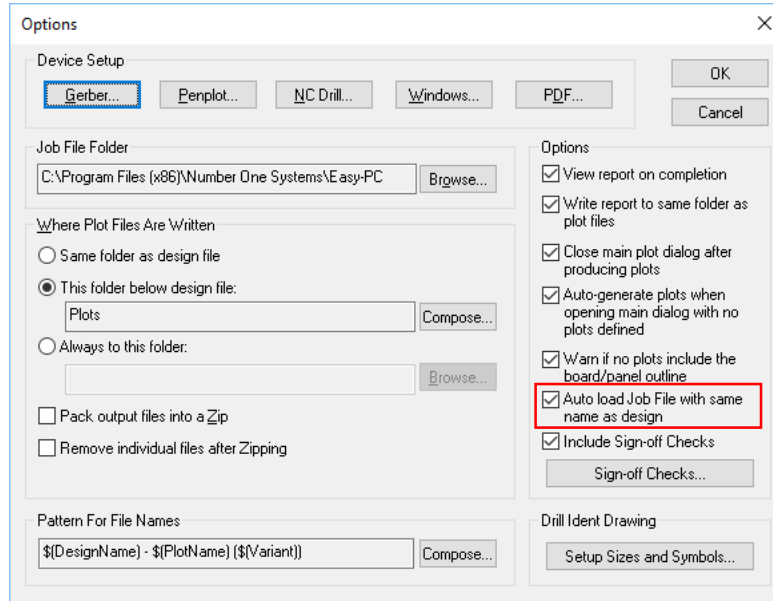 Options
Device Setup
Gerber...
Penplot...
NC Drill...
Windows...
PDF...
OK
Cancel
Job File Folder
C:\Program Files (x86)\Number One Systems\Easy-PC
Browse...
Where Plot Files Are Written
Same folder as design file
This folder below design file:
Plots
Compose...
Always to this folder:
Browse...
Pack output files into a Zip
Remove individual files after Zipping
Options
View report on completion
Write report to same folder as
plot files
Close main plot dialog after
producing plots
Auto-generate plots when
opening main dialog with no
plots defined
Warn if no plots include the
board/panel outline
Auto load Job File with same
name as design
Include Sign-off Checks
Sign-off Checks...
Pattern For File Names
$(DesignName) - $(PlotName) ($(Variant))
Compose...
Drill Ident Drawing
Setup Sizes and Symbols...